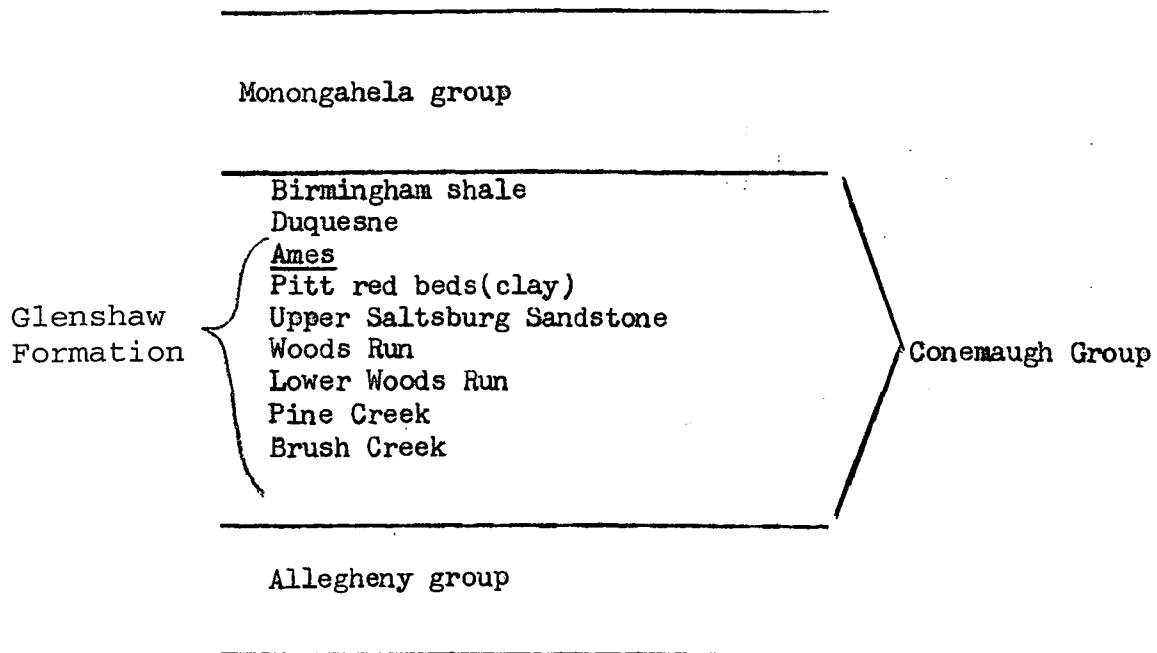 Monongahela group
Birmingham shale
Duquesne
Ames
Pitt red beds(clay)
Upper Saltsburg Sandstone
Woods Run
Lower Woods Run
Pine Creek
Brush Creek
Glenshaw
Formation
Conemaugh Group
Allegheny group